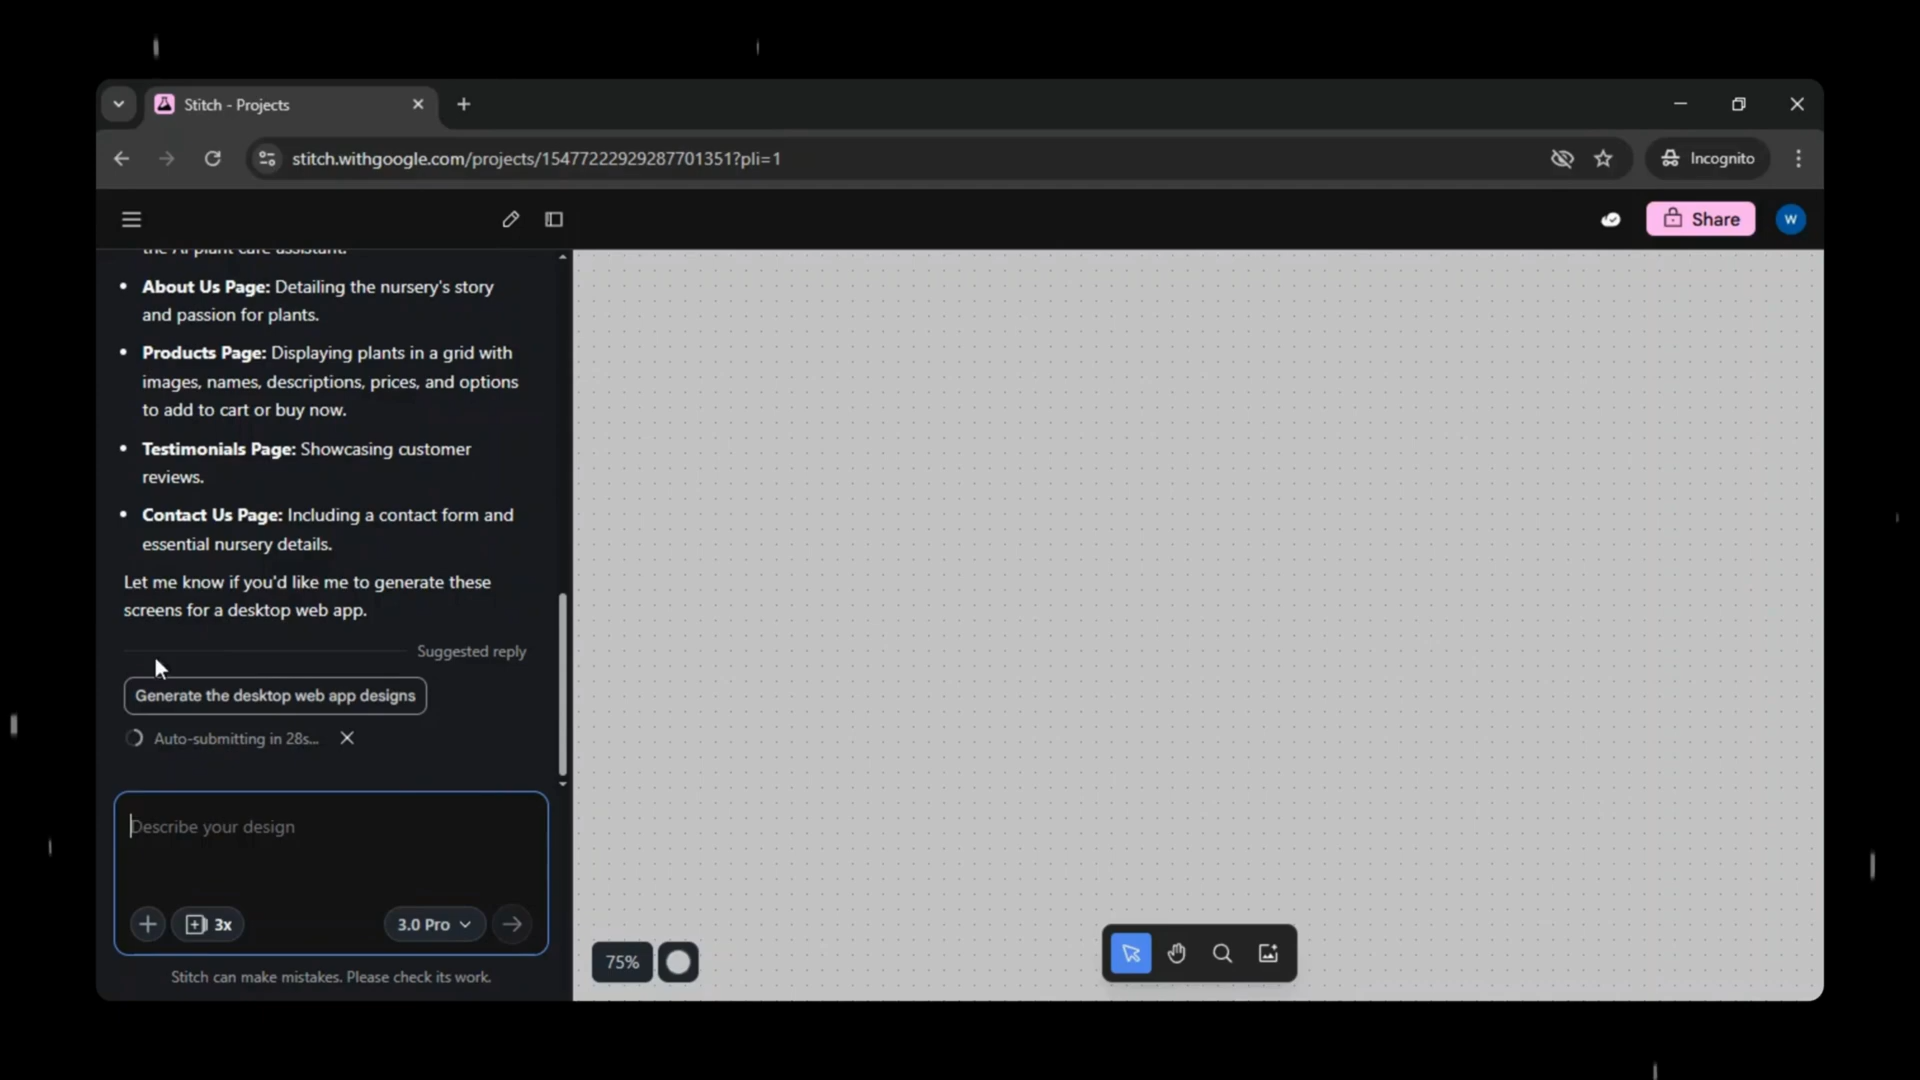 Stitch - Projects
stitch.withgoogle.com/projects/15477222929287701351?pli=1
Incognito
Share
W
the AI plant care assistant.
• About Us Page: Detailing the nursery's story
and passion for plants.
• Products Page: Displaying plants in a grid with
images, names, descriptions, prices, and options
to add to cart or buy now.
• Testimonials Page: Showcasing customer
reviews.
• Contact Us Page: Including a contact form and
essential nursery details.
Let me know if you'd like me to generate these
screens for a desktop web app.
Suggested reply
Generate the desktop web app designs
Auto-submitting in 28s...
Describe your design
3x
3.0 Pro
Stitch can make mistakes. Please check its work.
75%